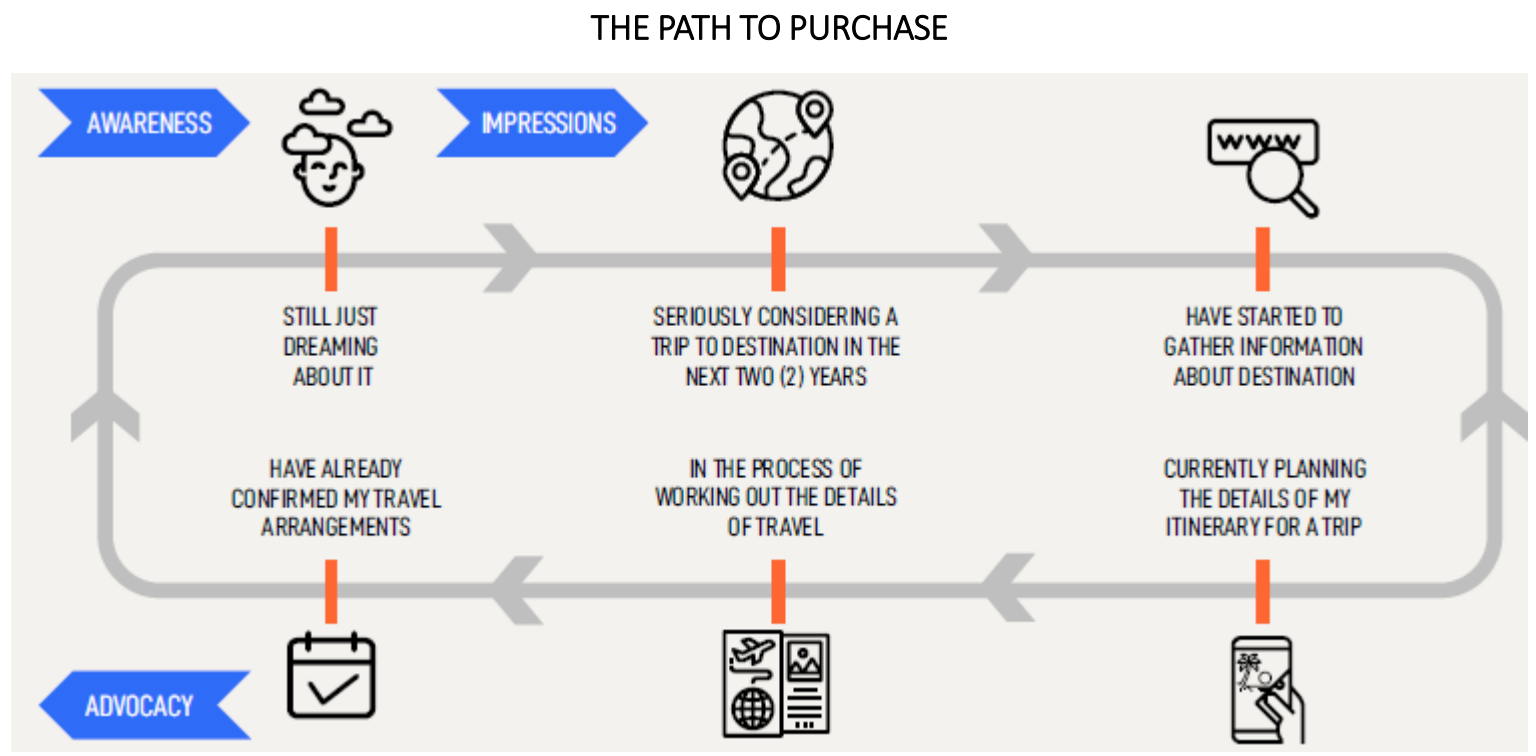 THE PATH TO PURCHASE
AWARENESS
IMPRESSIONS
WWW
STILL JUST
DREAMING
ABOUT IT
SERIOUSLY CONSIDERING A
TRIP TO DESTINATION IN THE
NEXT TWO (2) YEARS
HAVE STARTED TO
GATHER INFORMATION
ABOUT DESTINATION
HAVE ALREADY
CONFIRMED MY TRAVEL
ARRANGEMENTS
IN THE PROCESS OF
WORKING OUT THE DETAILS
OF TRAVEL
CURRENTLY PLANNING
THE DETAILS OF MY
ITINERARY FOR A TRIP
ADVOCACY